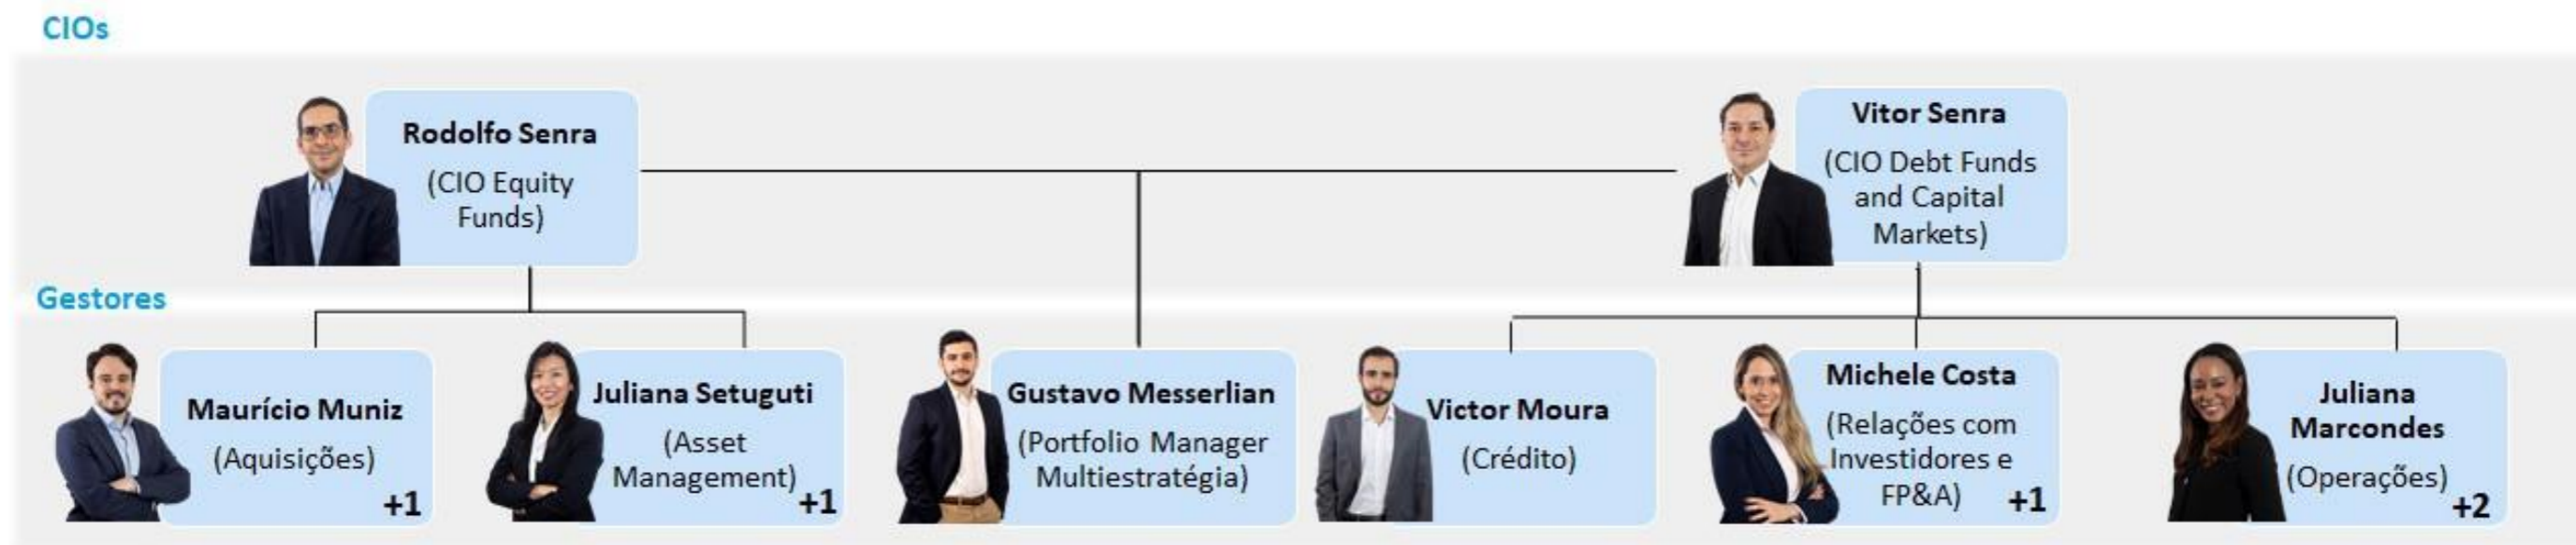 CIOs
Rodolfo Senra
(CIO Equity
Funds)
Vitor Senra
(CIO Debt Funds
and Capital
Markets)
Gestores
Maurício Muniz
(Aquisições)
+1
Juliana Setuguti
(Asset
Management)
+1
Gustavo Messerlian
(Portfolio Manager
Multiestratégia)
Victor Moura
(Crédito)
Michele Costa
(Relações com
Investidores e
FP&A)
+1
Juliana
Marcondes
(Operações)
+2